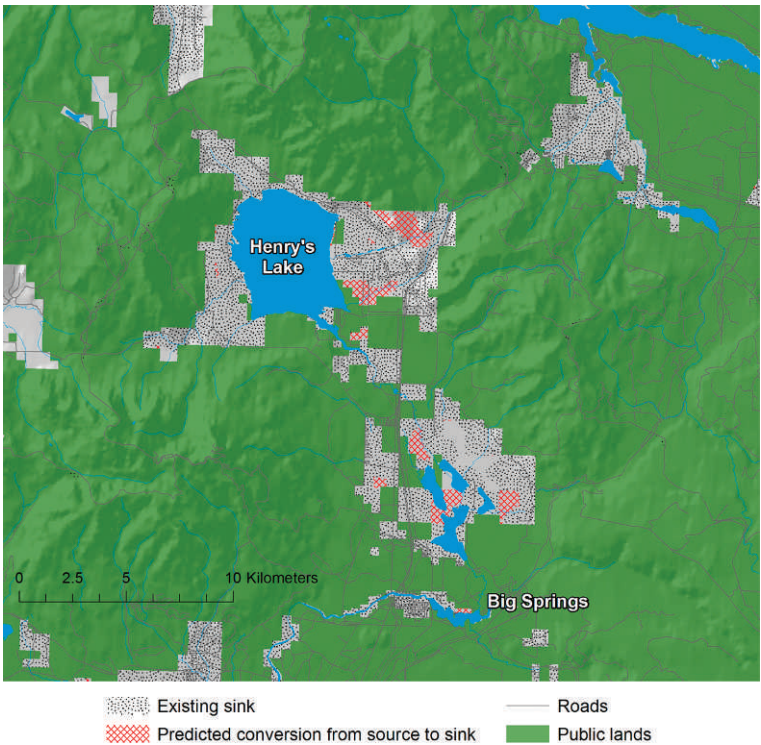 Henry's
Lake
0 2.5 5 10 Kilometers
Big Springs
Existing sink
Roads
Predicted conversion from source to sink
Public lands